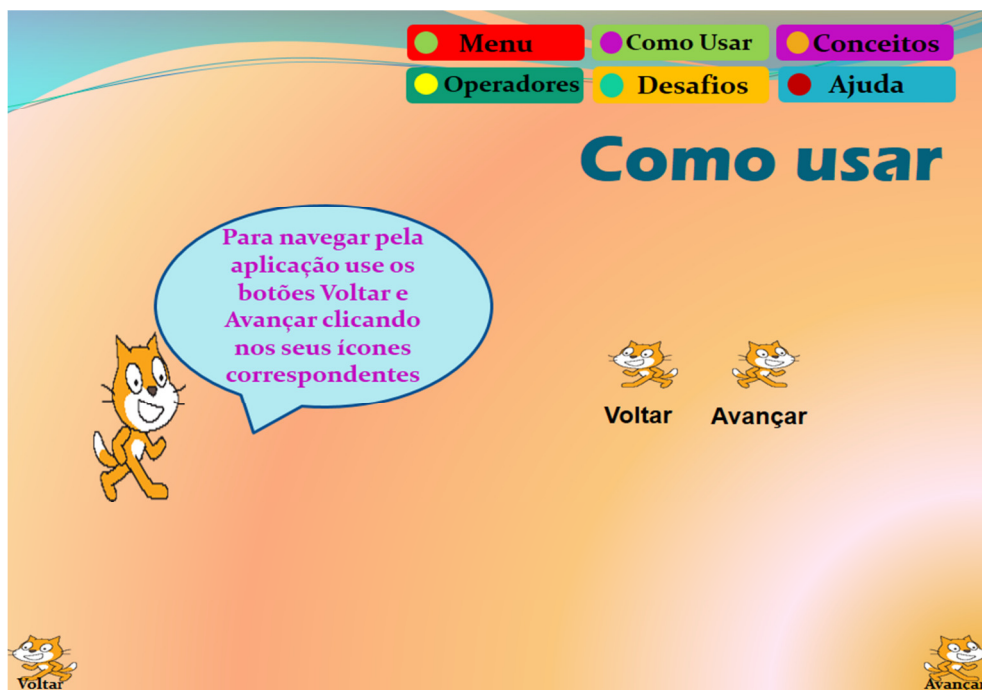 Menu
Como Usar
Conceitos
Operadores
Desafios
Ajuda
Como usar
Para navegar pela
aplicação use os
botões Voltar e
Avançar clicando
nos seus ícones
correspondentes
Voltar
Avançar
Voltar
Avançar